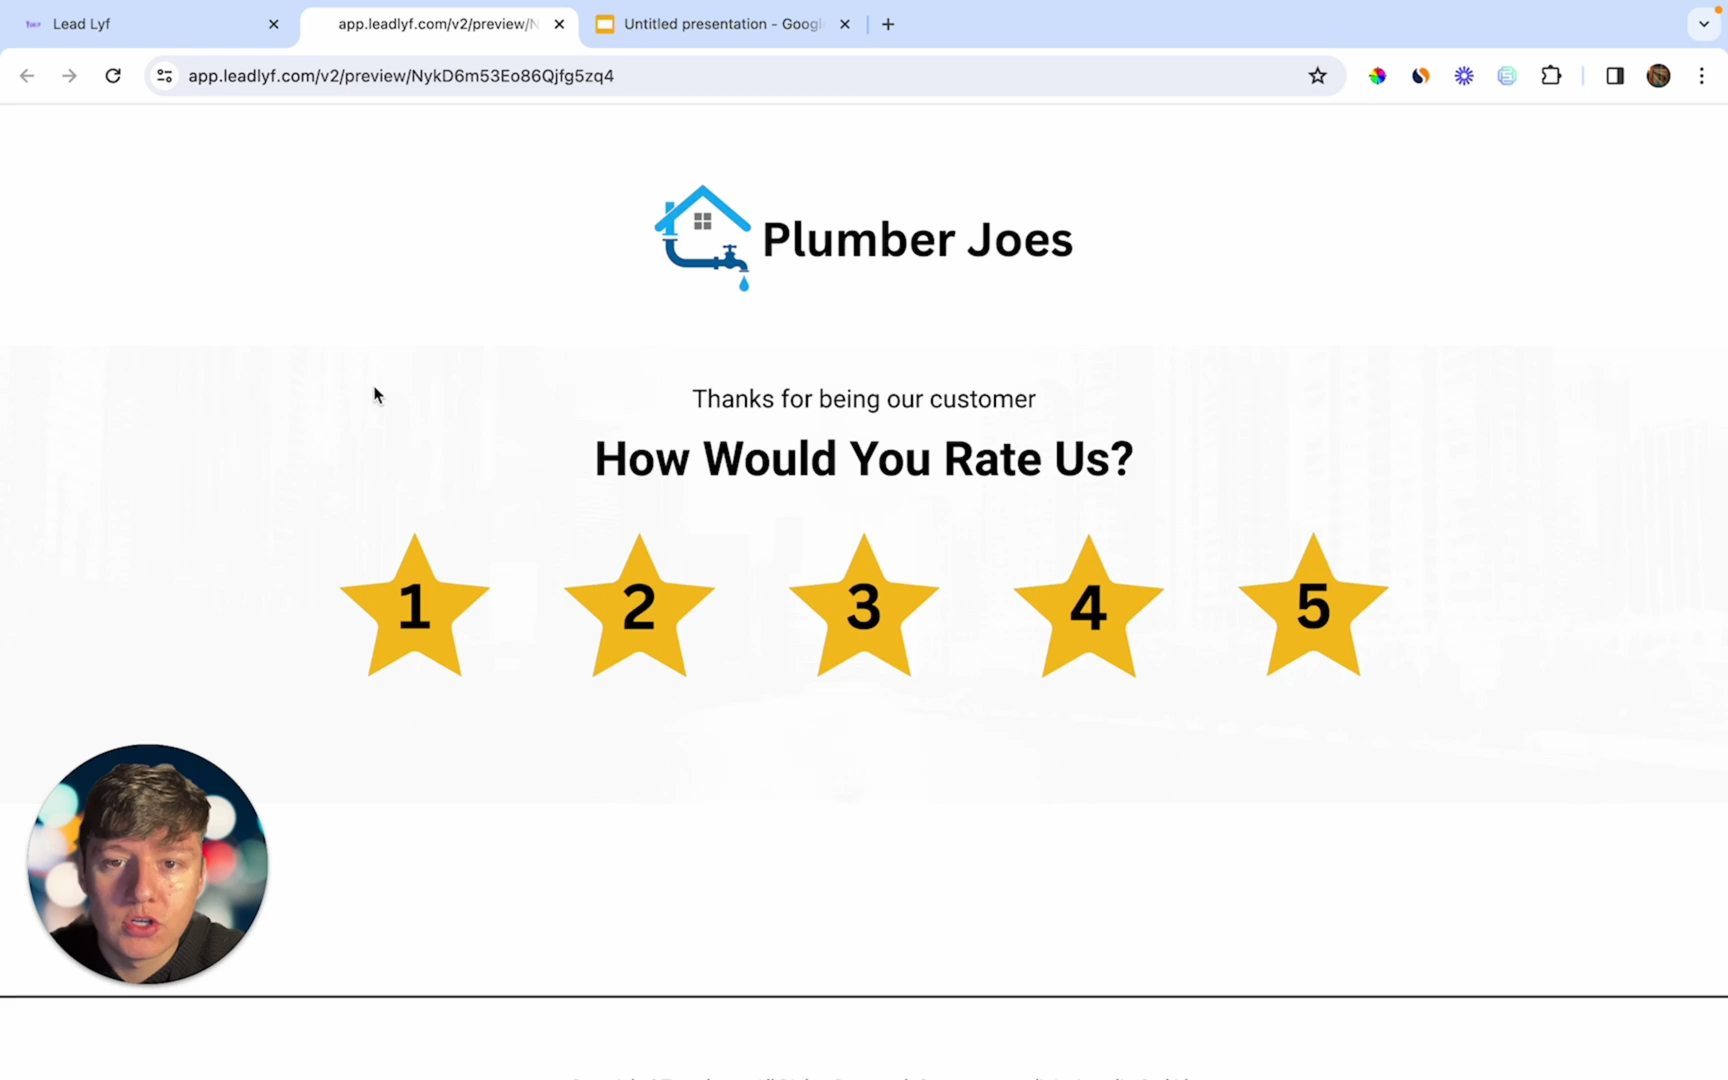 Lead Lyf
app.leadlyf.com/v2/preview/N
Untitled presentation - Googl
app.leadlyf.com/v2/preview/NykD6m53Eo86Qjfg5zq4
Plumber Joes
Thanks for being our customer
How Would You Rate Us?
1 2 3 4 5